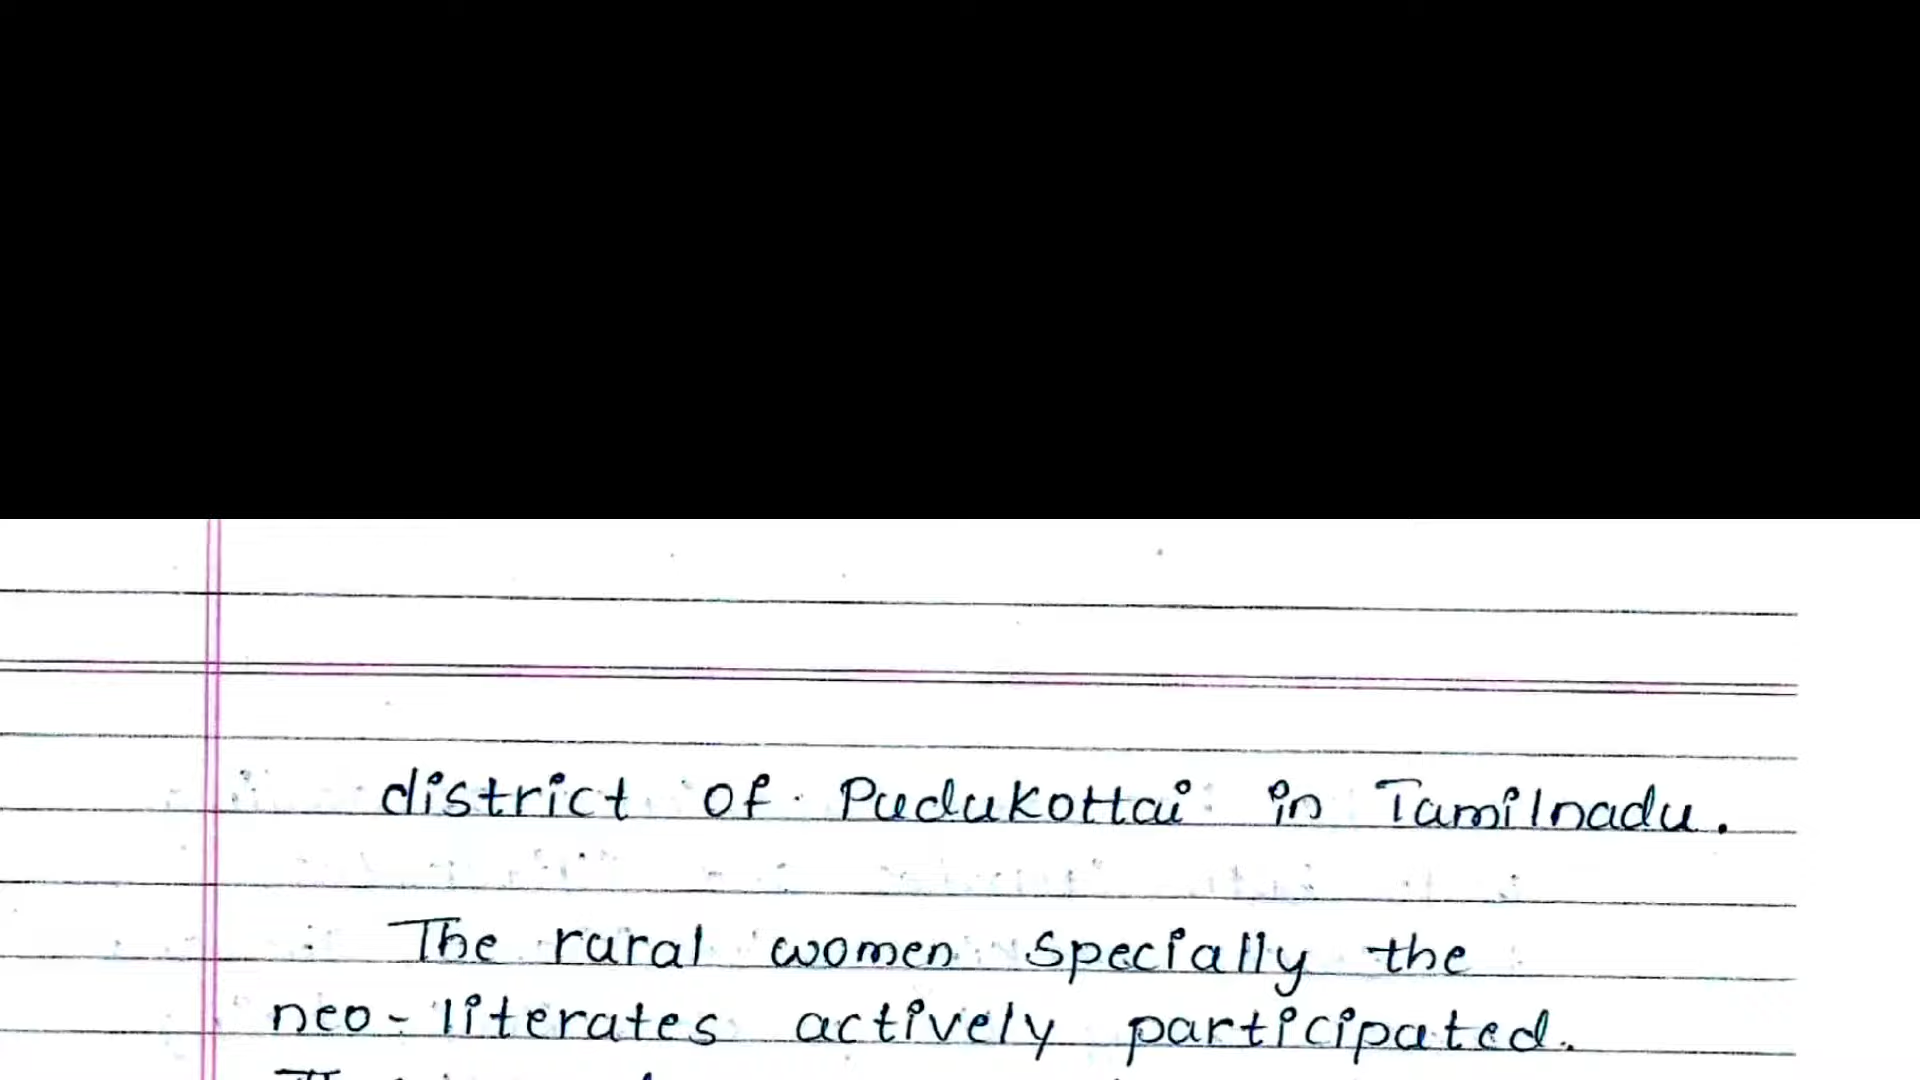 district of Pudukottai in Tamilnadu.
The rural women specially the
neo-literates actively participated.